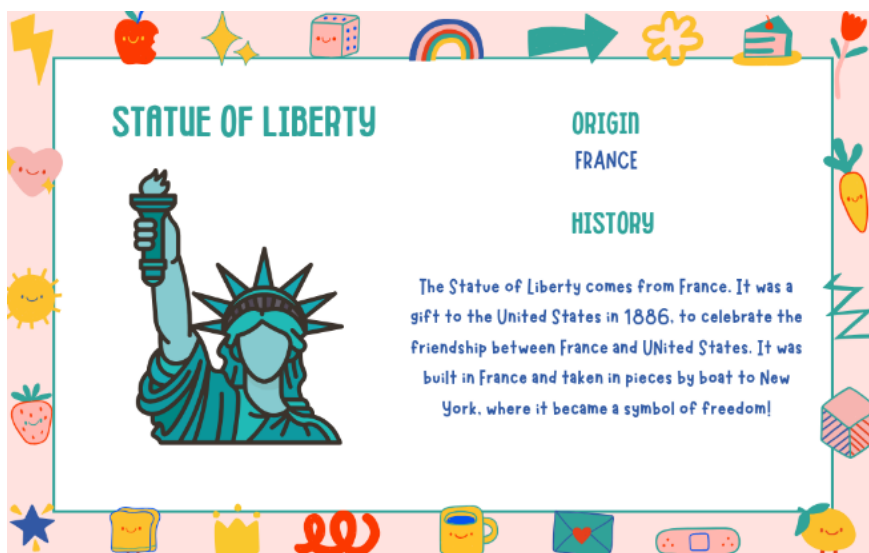 STATUE OF LIBERTY
ORIGIN
FRANCE
HISTORY
The Statue of Liberty comes from France. It was a
gift to the United States in 1886, to celebrate the
friendship between France and UNited States. It was
built in France and taken in pieces by boat to New
York, where it became a symbol of freedom!